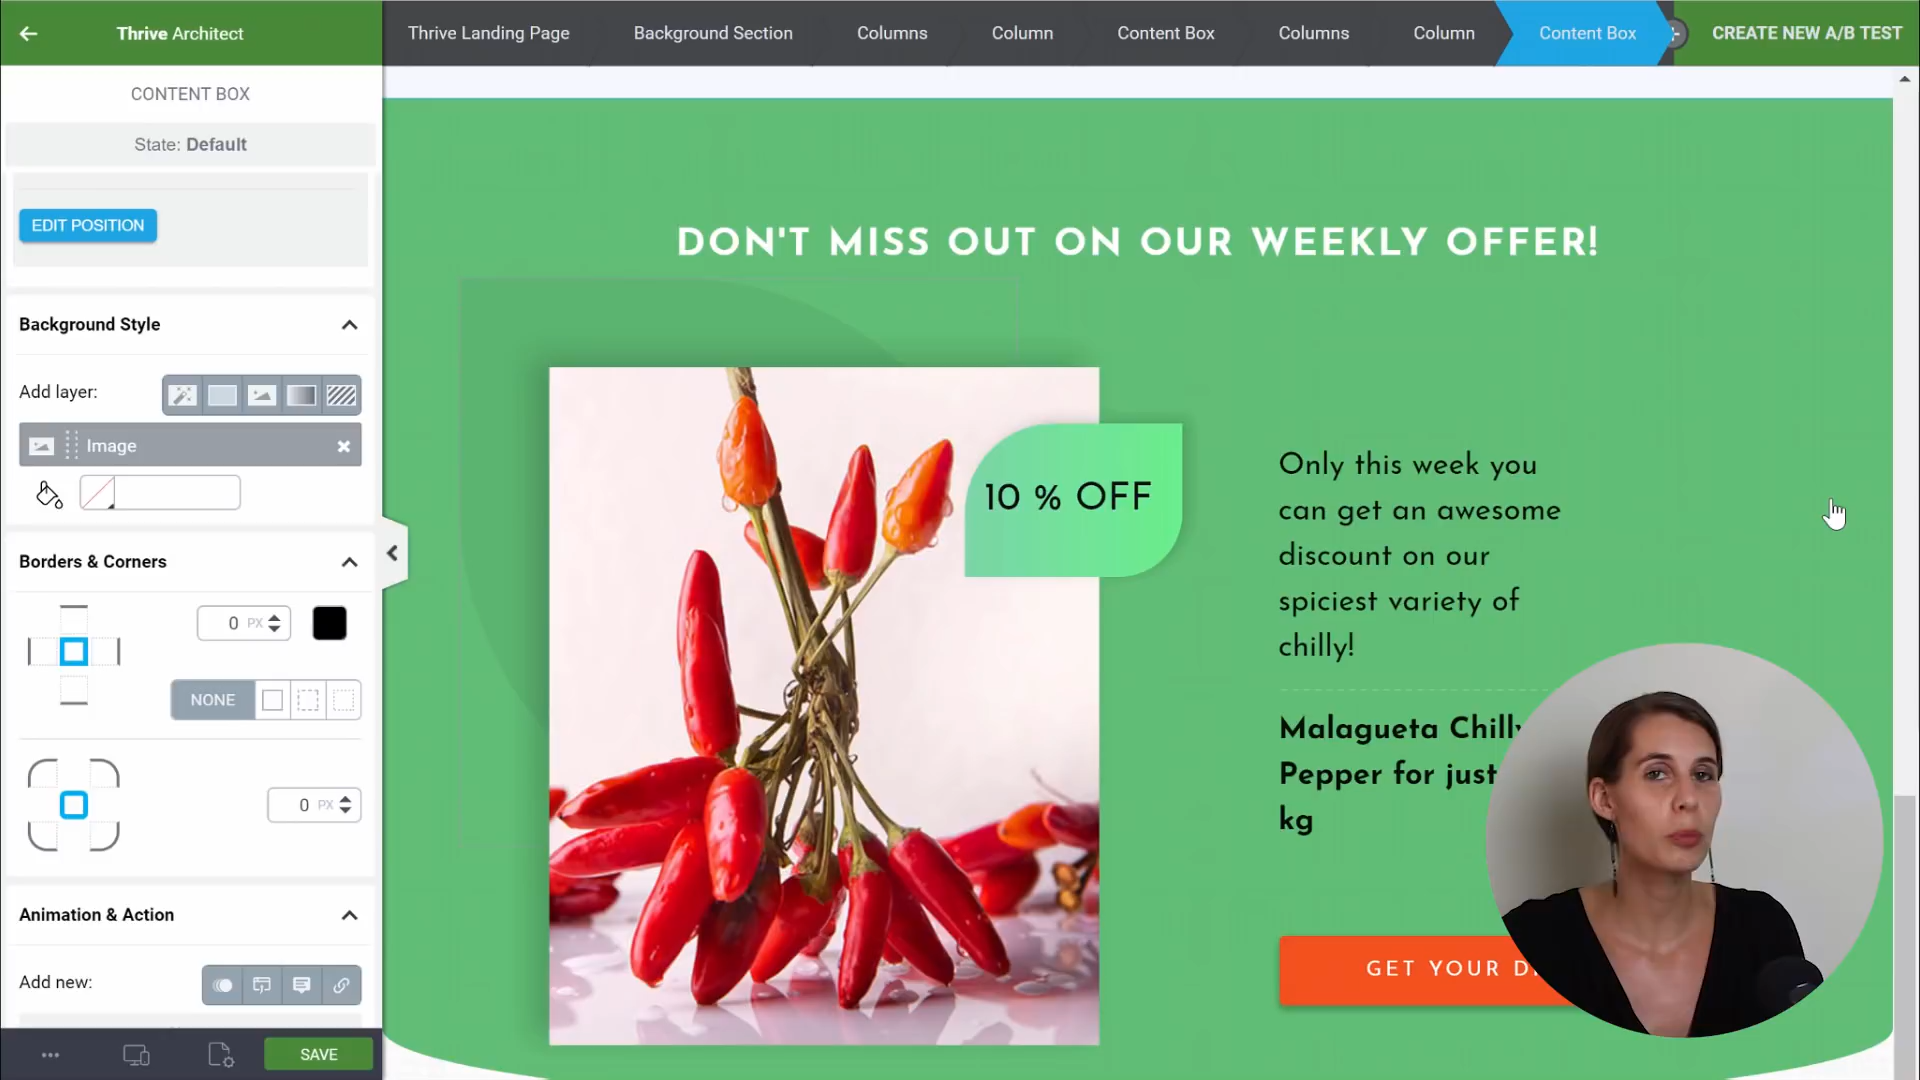 Thrive Architect
Thrive Landing Page
Background Section
Columns
Column
Content Box
Columns
Column
Content Box
CREATE NEW A/B TEST
CONTENT BOX
State: Default
EDIT POSITION
Background Style
Add layer:
Image
Borders & Corners
0 PX
NONE
0 PX
Animation & Action
Add new:
SAVE
DON'T MISS OUT ON OUR WEEKLY OFFER!
10 % OFF
Only this week you
can get an awesome
discount on our
spiciest variety of
chilly!
Malagueta Chilly
Pepper for just
kg
GET YOUR